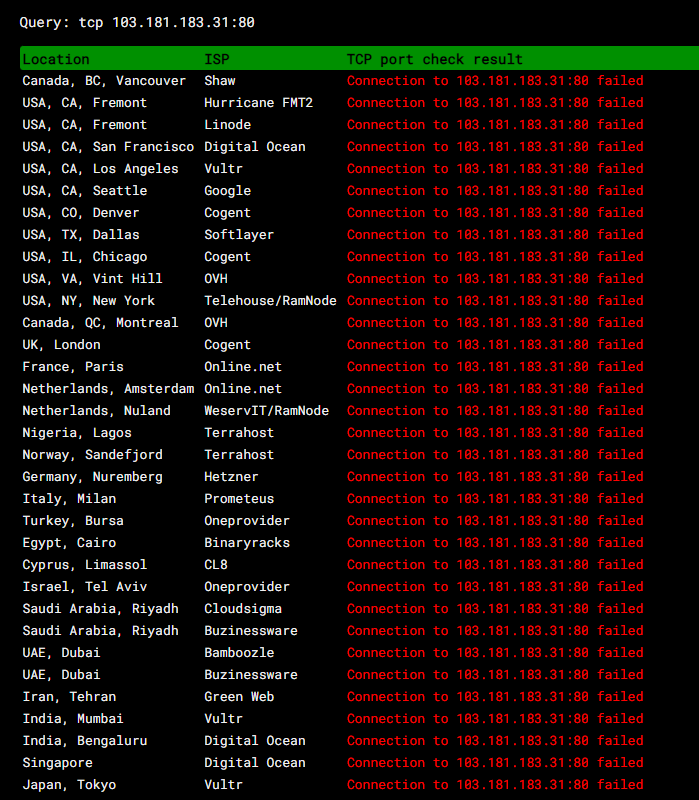 Query: tcp 103.181.183.31:80
Location ISP TCP port check result
Canada, BC, Vancouver Shaw Connection to 103.181.183.31:80 failed
USA, CA, Fremont Hurricane FMT2 Connection to 103.181.183.31:80 failed
USA, CA, Fremont Linode Connection to 103.181.183.31:80 failed
USA, CA, San Francisco Digital Ocean Connection to 103.181.183.31:80 failed
USA, CA, Los Angeles Vultr Connection to 103.181.183.31:80 failed
USA, CA, Seattle Google Connection to 103.181.183.31:80 failed
USA, CO, Denver Cogent Connection to 103.181.183.31:80 failed
USA, TX, Dallas Softlayer Connection to 103.181.183.31:80 failed
USA, IL, Chicago Cogent Connection to 103.181.183.31:80 failed
USA, VA, Vint Hill OVH Connection to 103.181.183.31:80 failed
USA, NY, New York Telehouse/RamNode Connection to 103.181.183.31:80 failed
Canada, QC, Montreal OVH Connection to 103.181.183.31:80 failed
UK, London Cogent Connection to 103.181.183.31:80 failed
France, Paris Online.net Connection to 103.181.183.31:80 failed
Netherlands, Amsterdam Online.net Connection to 103.181.183.31:80 failed
Netherlands, Nuland WeservIT/RamNode Connection to 103.181.183.31:80 failed
Nigeria, Lagos Terrahost Connection to 103.181.183.31:80 failed
Norway, Sandefjord Terrahost Connection to 103.181.183.31:80 failed
Germany, Nuremberg Hetzner Connection to 103.181.183.31:80 failed
Italy, Milan Prometeus Connection to 103.181.183.31:80 failed
Turkey, Bursa Oneprovider Connection to 103.181.183.31:80 failed
Egypt, Cairo Binaryracks Connection to 103.181.183.31:80 failed
Cyprus, Limassol CL8 Connection to 103.181.183.31:80 failed
Israel, Tel Aviv Oneprovider Connection to 103.181.183.31:80 failed
Saudi Arabia, Riyadh Cloudsigma Connection to 103.181.183.31:80 failed
Saudi Arabia, Riyadh Buzinessware Connection to 103.181.183.31:80 failed
UAE, Dubai Bamboozle Connection to 103.181.183.31:80 failed
UAE, Dubai Buzinessware Connection to 103.181.183.31:80 failed
Iran, Tehran Green Web Connection to 103.181.183.31:80 failed
India, Mumbai Vultr Connection to 103.181.183.31:80 failed
India, Bengaluru Digital Ocean Connection to 103.181.183.31:80 failed
Singapore Digital Ocean Connection to 103.181.183.31:80 failed
Japan, Tokyo Vultr Connection to 103.181.183.31:80 failed